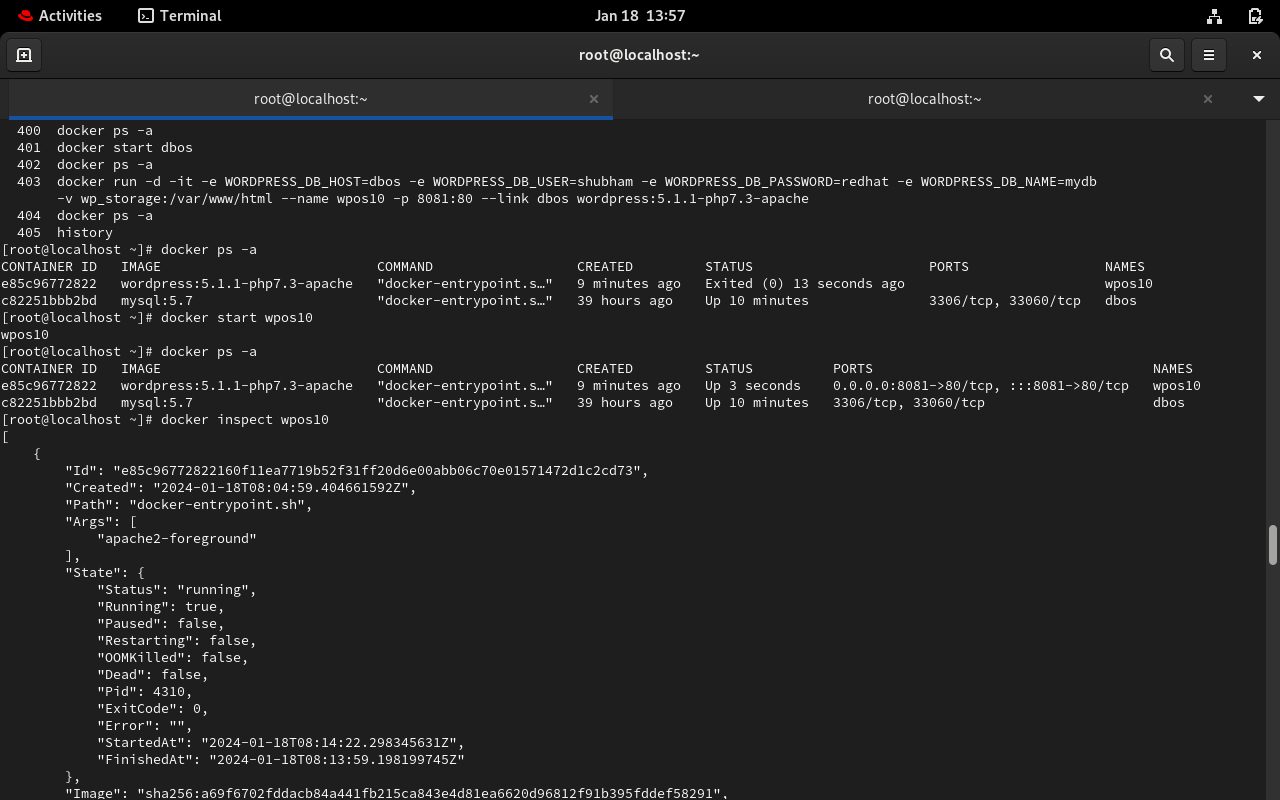 Activities Terminal Jan 18 13:57
root@localhost:~
root@localhost:~ root@localhost:~
  400  docker ps -a
  401  docker start dbos
  402  docker ps -a
  403  docker run -d -it -e WORDPRESS_DB_HOST=dbos -e WORDPRESS_DB_USER=shubham -e WORDPRESS_DB_PASSWORD=redhat -e WORDPRESS_DB_NAME=mydb
       -v wp_storage:/var/www/html --name wpos10 -p 8081:80 --link dbos wordpress:5.1.1-php7.3-apache
  404  docker ps -a
  405  history
[root@localhost ~]# docker ps -a
CONTAINER ID   IMAGE                           COMMAND                  CREATED         STATUS                      PORTS                 NAMES
e85c96772822   wordpress:5.1.1-php7.3-apache   "docker-entrypoint.s…"   9 minutes ago   Exited (0) 13 seconds ago                         wpos10
c82251bbb2bd   mysql:5.7                       "docker-entrypoint.s…"   39 hours ago    Up 10 minutes               3306/tcp, 33060/tcp   dbos
[root@localhost ~]# docker start wpos10
wpos10
[root@localhost ~]# docker ps -a
CONTAINER ID   IMAGE                           COMMAND                  CREATED         STATUS          PORTS                                   NAMES
e85c96772822   wordpress:5.1.1-php7.3-apache   "docker-entrypoint.s…"   9 minutes ago   Up 3 seconds    0.0.0.0:8081->80/tcp, :::8081->80/tcp   wpos10
c82251bbb2bd   mysql:5.7                       "docker-entrypoint.s…"   39 hours ago    Up 10 minutes   3306/tcp, 33060/tcp                     dbos
[root@localhost ~]# docker inspect wpos10
[
    {
        "Id": "e85c96772822160f11ea7719b52f31ff20d6e00abb06c70e01571472d1c2cd73",
        "Created": "2024-01-18T08:04:59.404661592Z",
        "Path": "docker-entrypoint.sh",
        "Args": [
            "apache2-foreground"
        ],
        "State": {
            "Status": "running",
            "Running": true,
            "Paused": false,
            "Restarting": false,
            "OOMKilled": false,
            "Dead": false,
            "Pid": 4310,
            "ExitCode": 0,
            "Error": "",
            "StartedAt": "2024-01-18T08:14:22.298345631Z",
            "FinishedAt": "2024-01-18T08:13:59.198199745Z"
        },
        "Image": "sha256:a69f6702fddacb84a441fb215ca843e4d81ea6620d96812f91b395fddef58291",